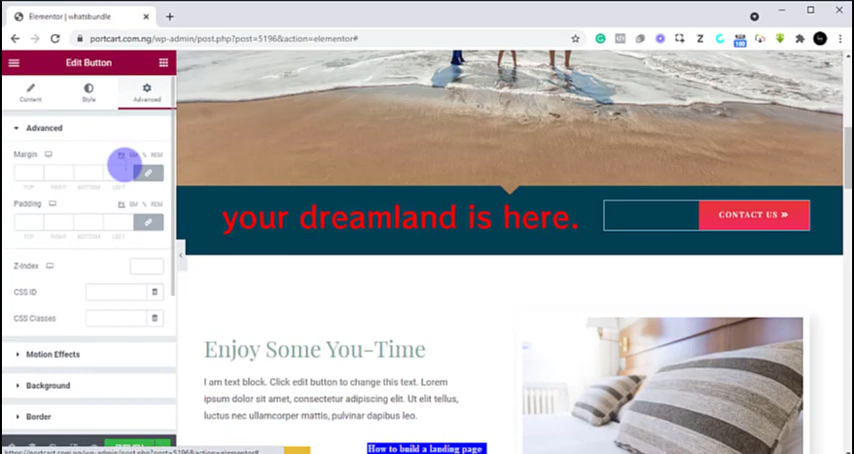 Elementor | whatsbundle
portcart.com.ng/wp-admin/post.php?post=5196&action=elementor#
100
Edit Button
Content Style Advanced
Advanced
Margin EM % REM
TOP RIGHT BOTTOM LEFT
Padding EM % REM
TOP RIGHT BOTTOM LEFT
Z-Index
CSS ID
CSS Classes
Motion Effects
Background
Border
your dreamland is here.
CONTACT US »
Enjoy Some You-Time
I am text block. Click edit button to change this text. Lorem
ipsum dolor sit amet, consectetur adipiscing elit. Ut elit tellus,
luctus nec ullamcorper mattis, pulvinar dapibus leo.
How to build a landing page
https://portcart.com.ng/wp-admin/post.php?post=5196&action=elementor#